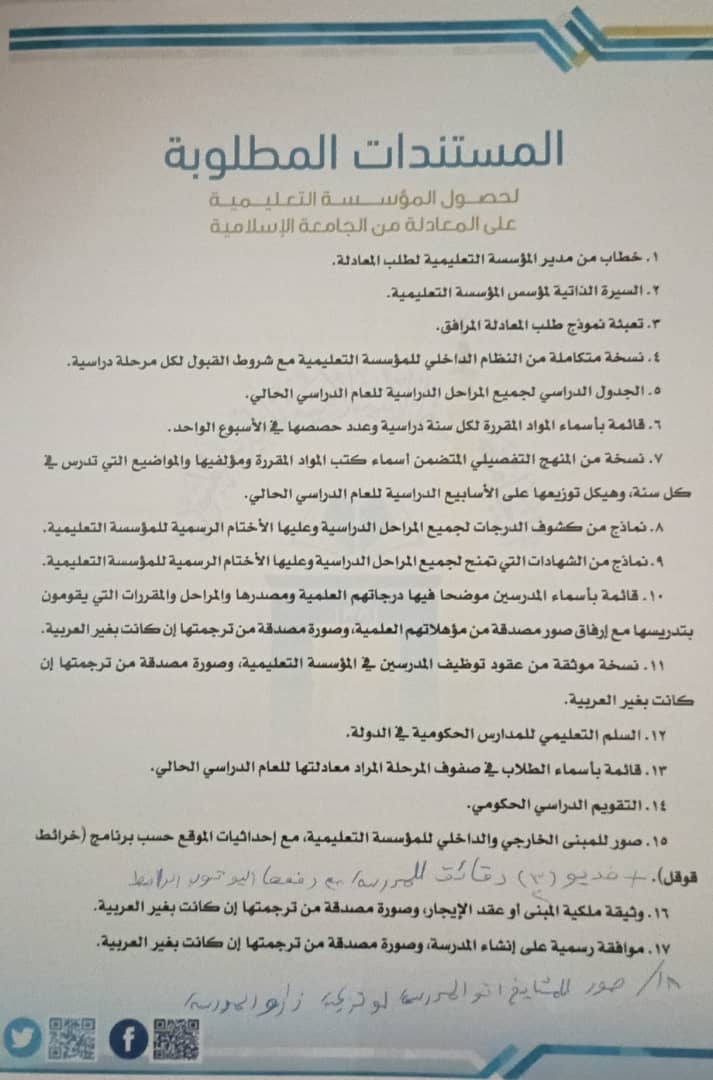 المستندات المطلوبة
لحصول المؤسسة التعليمية
على المعادلة من الجامعة الإسلامية
١. خطاب من مدير المؤسسة التعليمية لطلب المعادلة.
٢. السيرة الذاتية لمؤسس المؤسسة التعليمية.
٣. تعبئة نموذج طلب المعادلة المرافق.
٤. نسخة متكاملة من النظام الداخلي للمؤسسة التعليمية مع شروط القبول لكل مرحلة دراسية.
٥. الجدول الدراسي لجميع المراحل الدراسية للعام الدراسي الحالي.
٦. قائمة بأسماء المواد المقررة لكل سنة دراسية وعدد حصصها في الأسبوع الواحد.
٧. نسخة من المنهج التفصيلي المتضمن أسماء كتب المواد المقررة ومؤلفيها والمواضيع التي تدرس في
كل سنة، وهيكل توزيعها على الأسابيع الدراسية للعام الدراسي الحالي.
٨. نماذج من كشوف الدرجات لجميع المراحل الدراسية وعليها الأختام الرسمية للمؤسسة التعليمية.
٩. نماذج من الشهادات التي تمنح لجميع المراحل الدراسية وعليها الأختام الرسمية للمؤسسة التعليمية.
١٠. قائمة بأسماء المدرسين موضحا فيها درجاتهم العلمية ومصدرها والمراحل والمقررات التي يقومون
بتدريسها مع إرفاق صور مصدقة من مؤهلاتهم العلمية، وصورة مصدقة من ترجمتها إن كانت بغير العربية.
١١. نسخة موثقة من عقود توظيف المدرسين في المؤسسة التعليمية، وصورة مصدقة من ترجمتها إن
كانت بغير العربية.
١٢. السلم التعليمي للمدارس الحكومية في الدولة.
١٣. قائمة بأسماء الطلاب في صفوف المرحلة المراد معادلتها للعام الدراسي الحالي.
١٤. التقويم الدراسي الحكومي.
١٥. صور للمبنى الخارجي والداخلي للمؤسسة التعليمية، مع إحداثيات الموقع حسب برنامج (خرائط
قوقل). + فديو (٣) دقائق للمدرسة مع
١٦. وثيقة ملكية المبنى أو عقد الإيجار، وصورة مصدقة من ترجمتها إن كانت بغير العربية.
١٧. موافقة رسمية على إنشاء المدرسة، وصورة مصدقة من ترجمتها إن كانت بغير العربية.
١٨/ صور للمشايخ